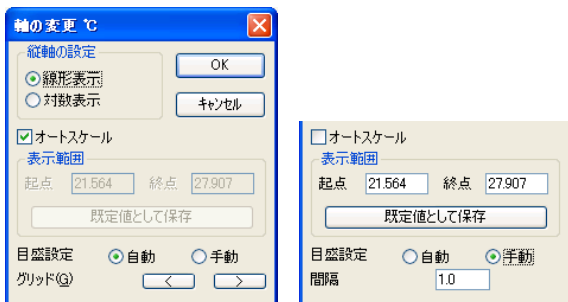 軸の変更 ℃
縦軸の設定
線形表示
対数表示
OK
キャンセル
オートスケール
表示範囲
起点 21.564 終点 27.907
既定値として保存
目盛設定 自動 手動
グリッド(G) < >
オートスケール
表示範囲
起点 21.564 終点 27.907
既定値として保存
目盛設定 自動 手動
間隔 1.0